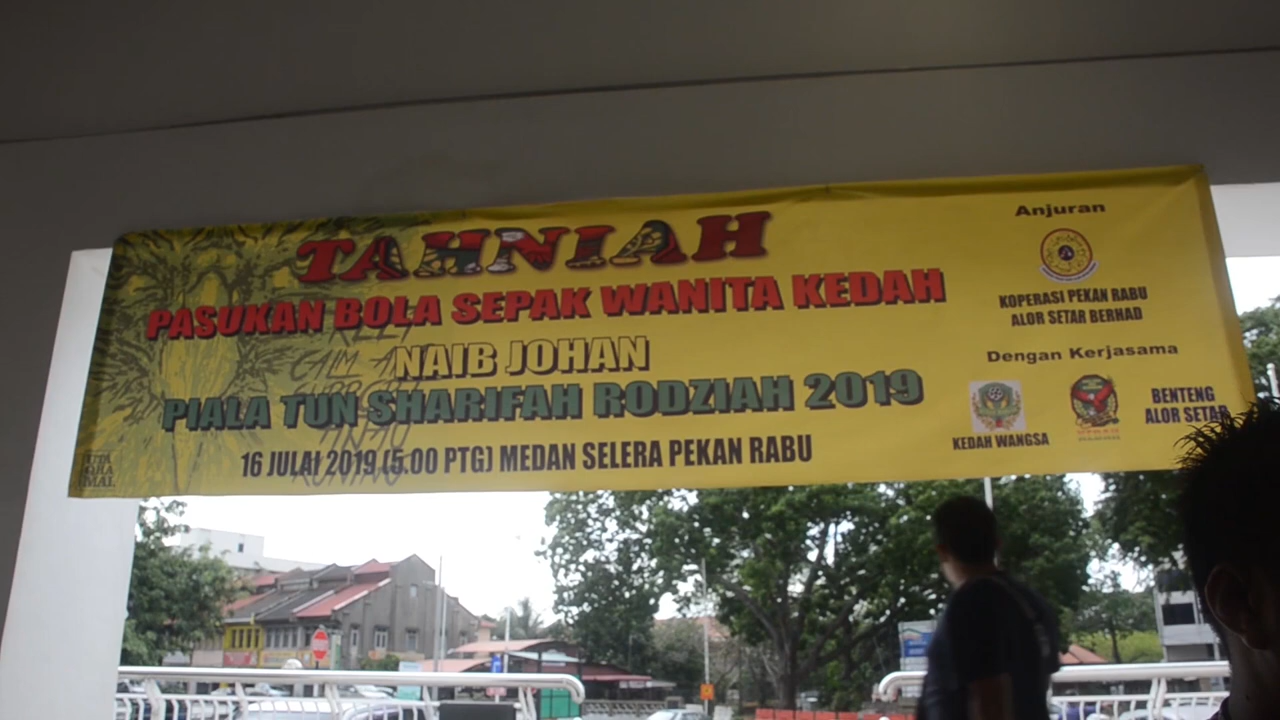 TAHNIAH
PASUKAN BOLA SEPAK WANITA KEDAH
NAIB JOHAN
PIALA TUN SHARIFAH RODZIAH 2019
16 JULAI 2019 (5.00 PTG) MEDAN SELERA PEKAN RABU
Anjuran
KOPERASI PEKAN RABU
ALOR SETAR BERHAD
Dengan Kerjasama
KEDAH WANGSA
BENTENG
ALOR SETAR